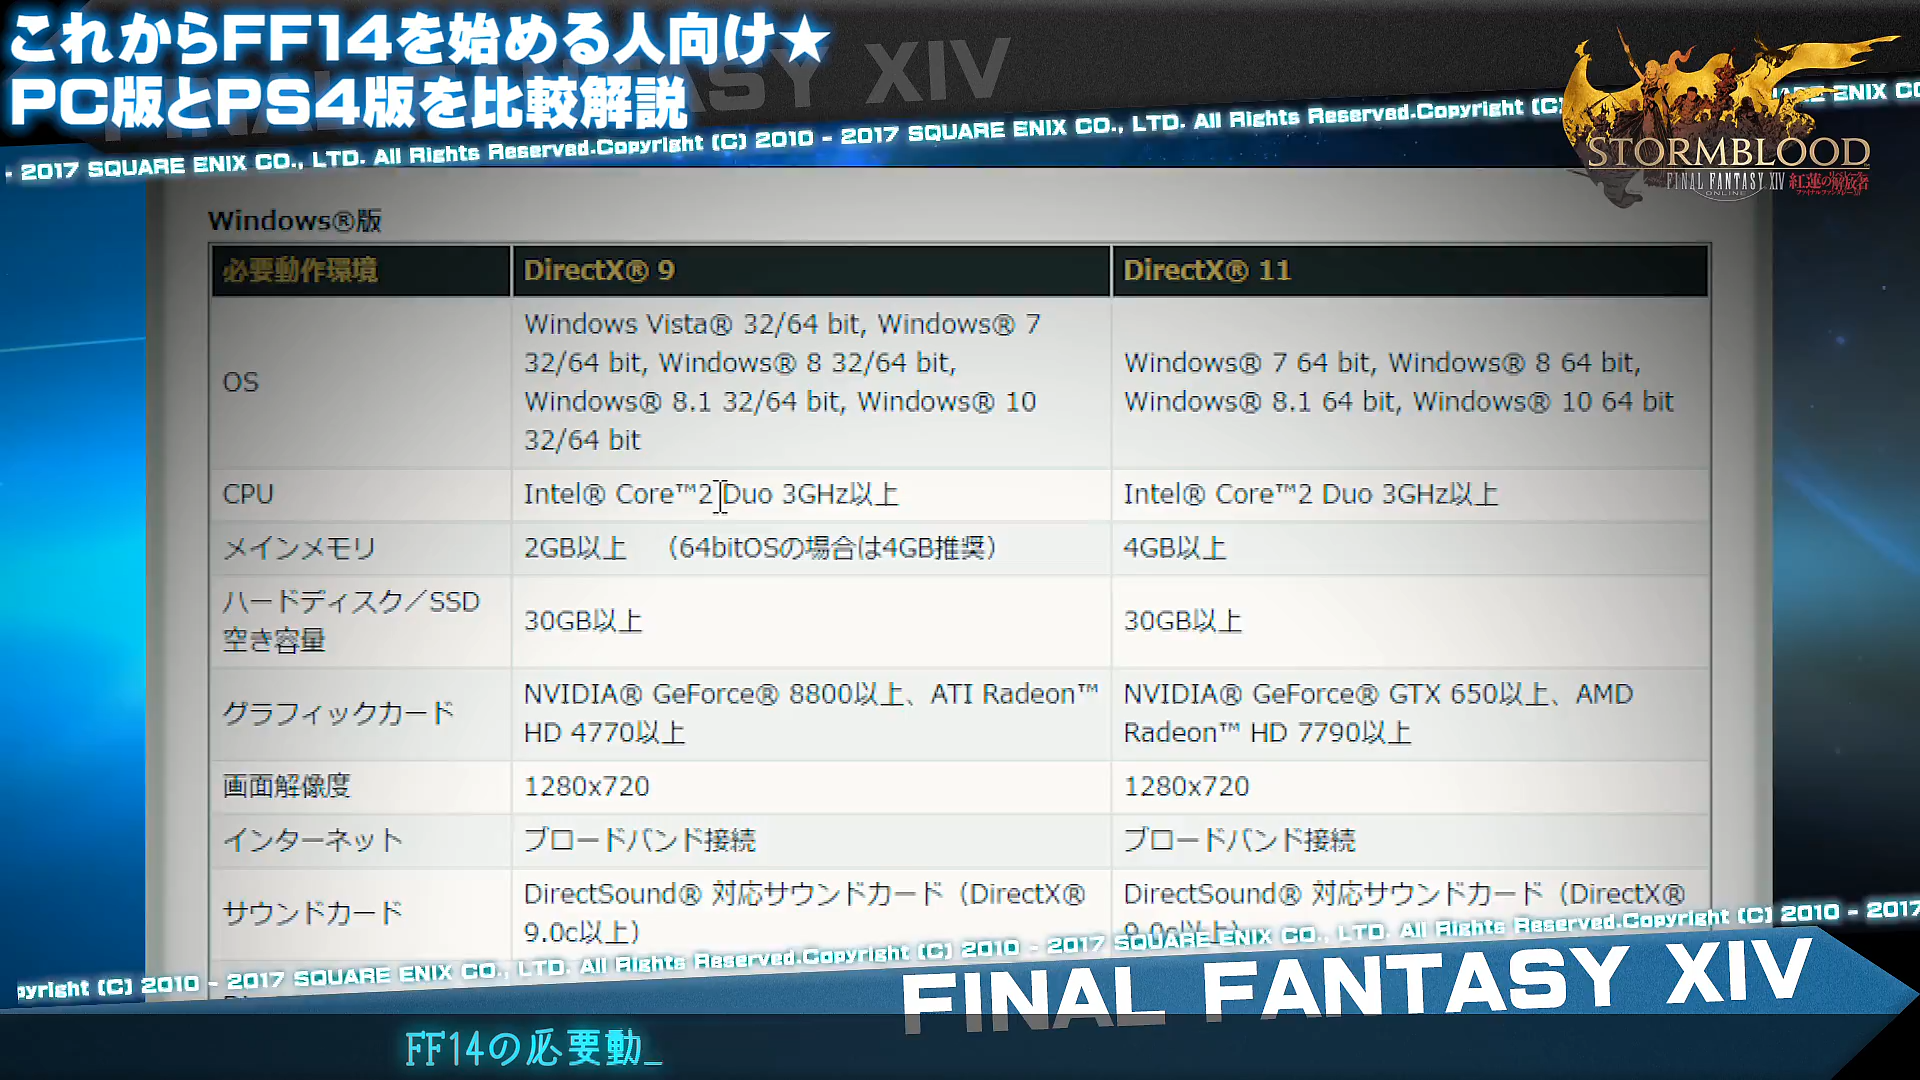 これからFF14を始める人向け★
PC版とPS4版を比較解説
FINAL FANTASY XIV
- 2017 SQUARE ENIX CO., LTD. All Rights Reserved.Copyright (C) 2010 - 2017 SQUARE ENIX CO., LTD. All Rights Reserved.Copyright (C)
STORMBLOOD
FINAL FANTASY XIV 紅蓮の解放者
ONLINE
Windows®版
必要動作環境 DirectX® 9 DirectX® 11
OS
Windows Vista® 32/64 bit, Windows® 7
32/64 bit, Windows® 8 32/64 bit,
Windows® 8.1 32/64 bit, Windows® 10
32/64 bit
Windows® 7 64 bit, Windows® 8 64 bit,
Windows® 8.1 64 bit, Windows® 10 64 bit
CPU Intel® Core™2 Duo 3GHz以上 Intel® Core™2 Duo 3GHz以上
メインメモリ 2GB以上 （64bitOSの場合は4GB推奨） 4GB以上
ハードディスク／SSD
空き容量
30GB以上 30GB以上
グラフィックカード
NVIDIA® GeForce® 8800以上、ATI Radeon™
HD 4770以上
NVIDIA® GeForce® GTX 650以上、AMD
Radeon™ HD 7790以上
画面解像度 1280x720 1280x720
インターネット ブロードバンド接続 ブロードバンド接続
サウンドカード
DirectSound® 対応サウンドカード（DirectX®
9.0c以上）
DirectSound® 対応サウンドカード（DirectX®
9.0c以上）
pyright (C) 2010 - 2017 SQUARE ENIX CO., LTD. All Rights Reserved.Copyright (C) 2010 - 2017 SQUARE ENIX CO., LTD. All Rights Reserved.Copyright (C) 2010 - 2017
FINAL FANTASY XIV
FF14の必要動_